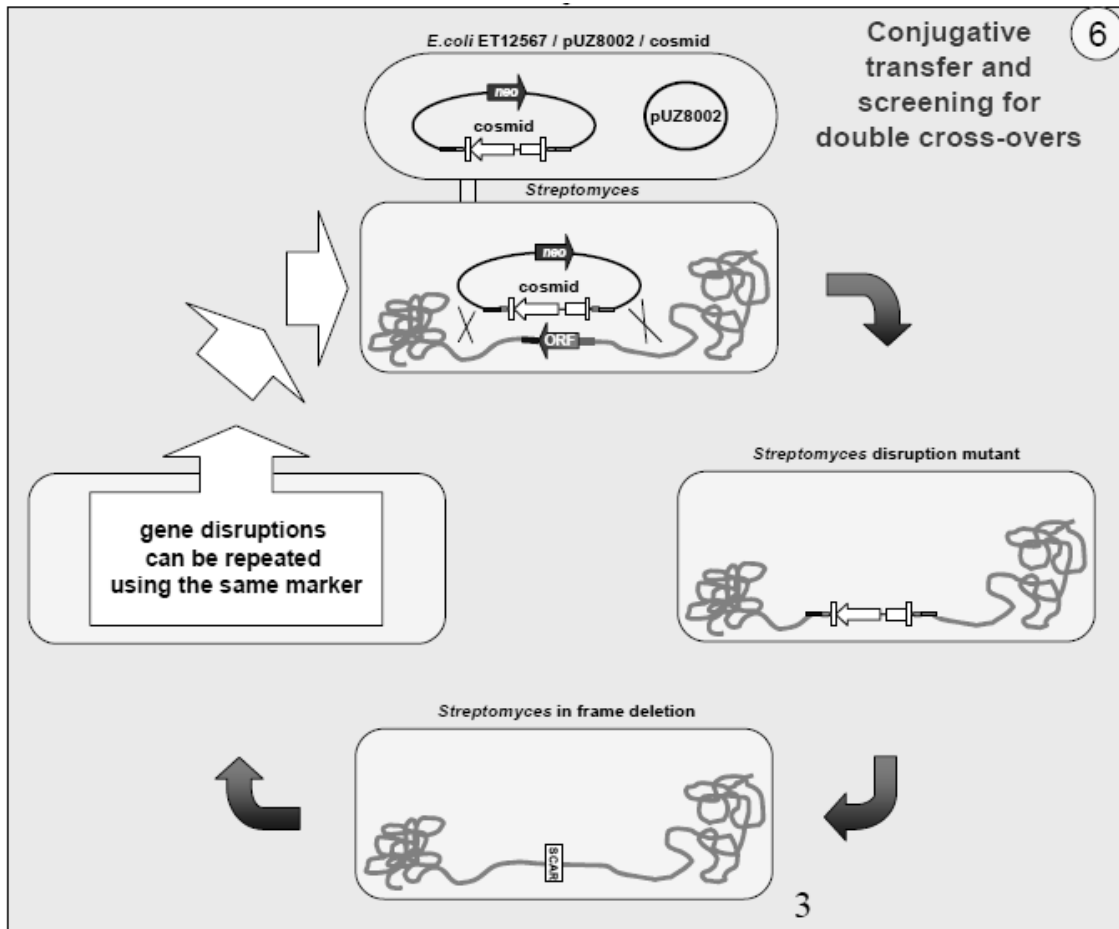 E.coli ET12567 / pUZ8002 / cosmid
Conjugative
transfer and
screening for
double cross-overs
6
neo
cosmid
pUZ8002
Streptomyces
neo
cosmid
ORF
Streptomyces disruption mutant
gene disruptions
can be repeated
using the same marker
Streptomyces in frame deletion
SCAR
3